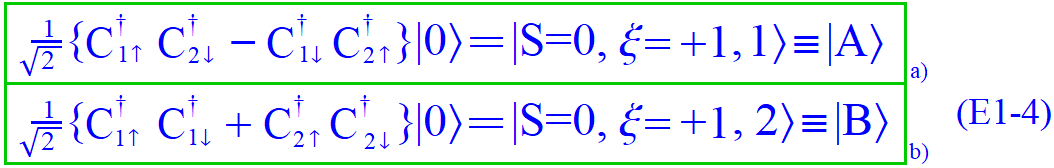 1/√2 {C†1↑ C†2↓ − C†1↓ C†2↑}|0⟩=|S=0, ξ=+1,1⟩≡|A⟩ a)
1/√2 {C†1↑ C†1↓ + C†2↑ C†2↓}|0⟩=|S=0, ξ=+1, 2⟩≡|B⟩ b)
(E1-4)